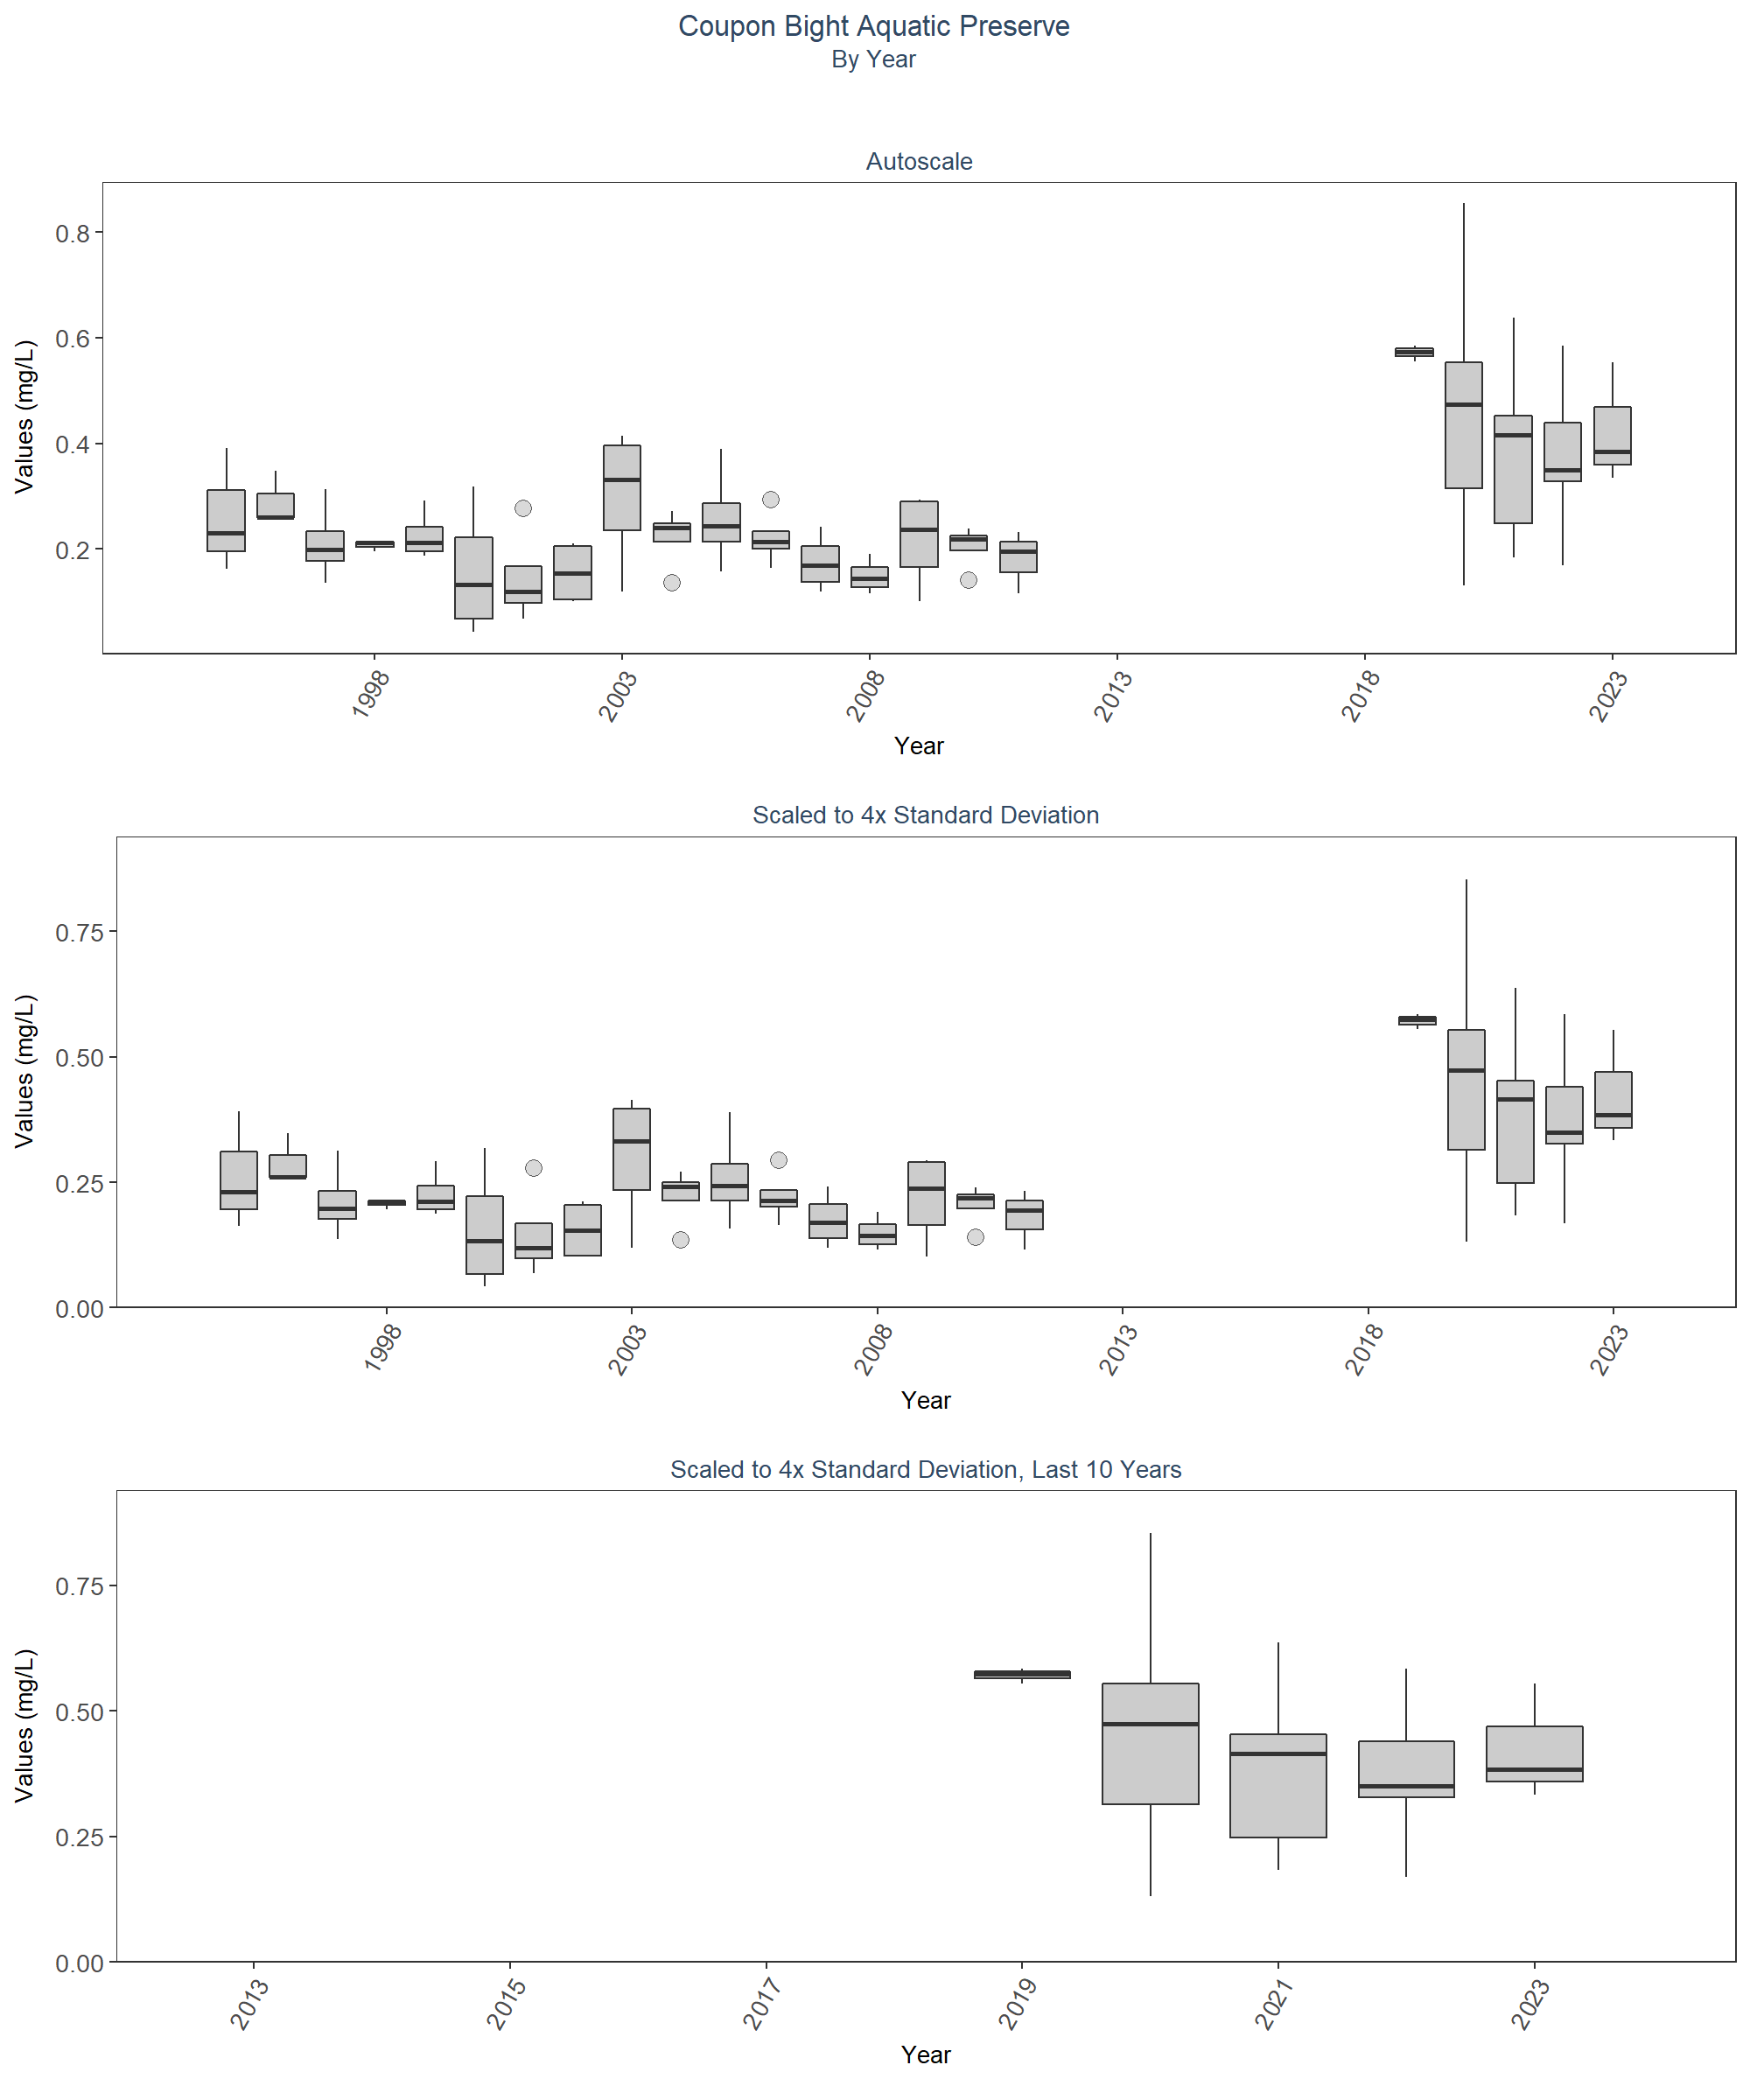 Coupon Bight Aquatic Preserve
By Year
Autoscale
Values (mg/L)
0.8
0.6
0.4
0.2
1998 2003 2008 2013 2018 2023
Year
Scaled to 4x Standard Deviation
Values (mg/L)
0.75
0.50
0.25
0.00
1998 2003 2008 2013 2018 2023
Year
Scaled to 4x Standard Deviation, Last 10 Years
Values (mg/L)
0.75
0.50
0.25
0.00
2013 2015 2017 2019 2021 2023
Year